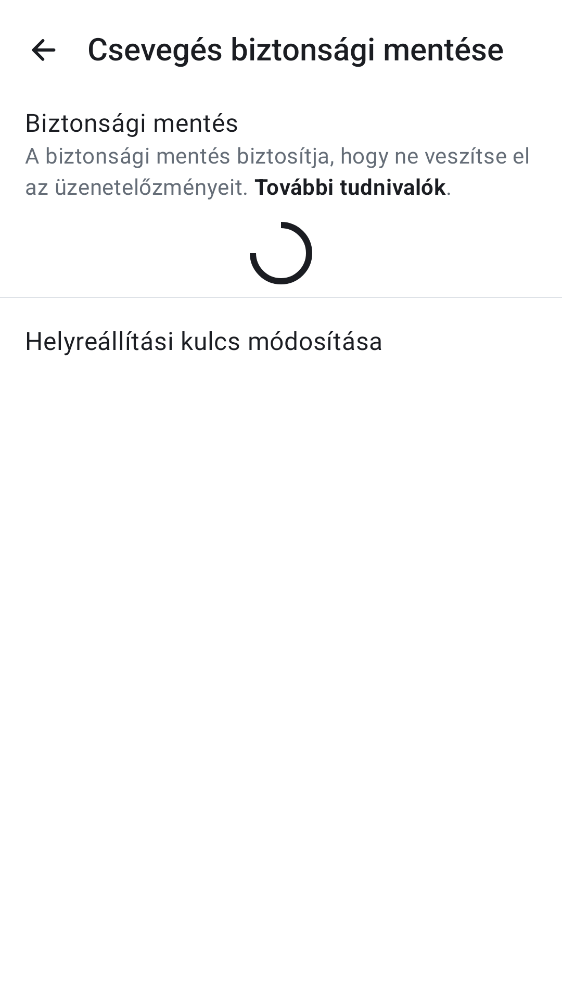 Csevegés biztonsági mentése
Biztonsági mentés
A biztonsági mentés biztosítja, hogy ne veszítse el
az üzenetelőzményeit. További tudnivalók.
Helyreállítási kulcs módosítása